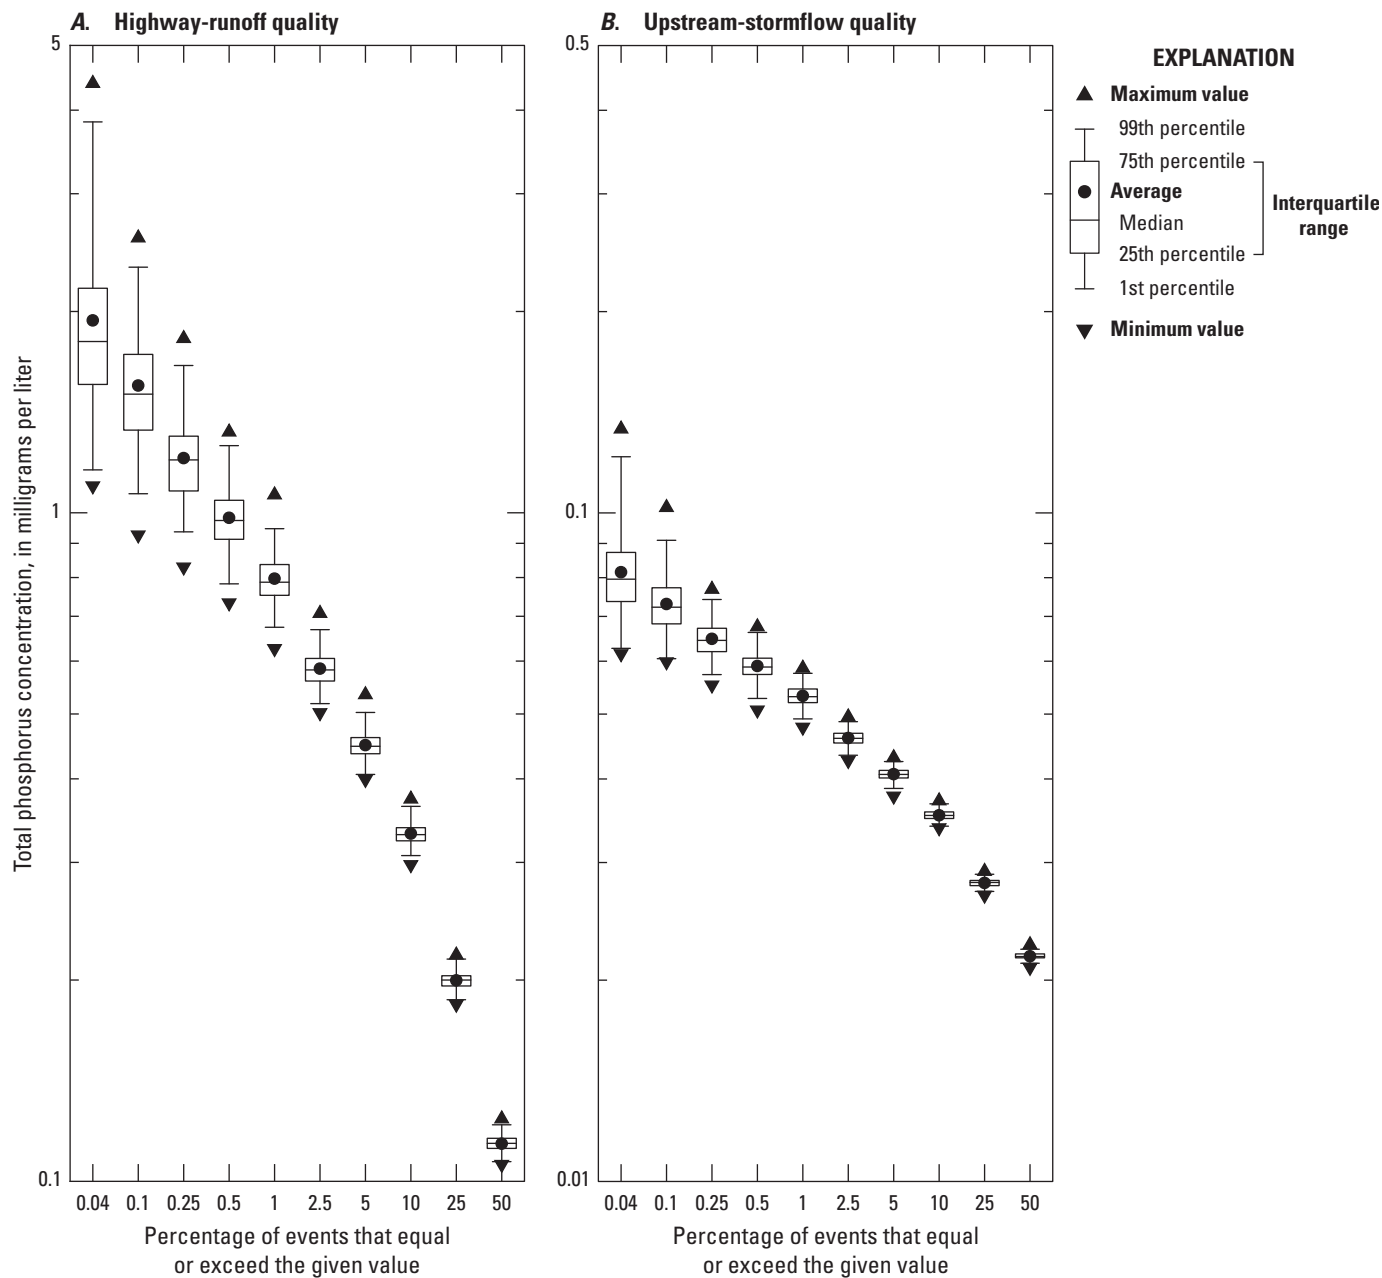 A. Highway-runoff quality
5
1
0.1
Total phosphorus concentration, in milligrams per liter
0.04 0.1 0.25 0.5 1 2.5 5 10 25 50
Percentage of events that equal
or exceed the given value
B. Upstream-stormflow quality
0.5
0.1
0.01
0.04 0.1 0.25 0.5 1 2.5 5 10 25 50
Percentage of events that equal
or exceed the given value
EXPLANATION
Maximum value
99th percentile
75th percentile
Average
Median
25th percentile
1st percentile
Minimum value
Interquartile
range